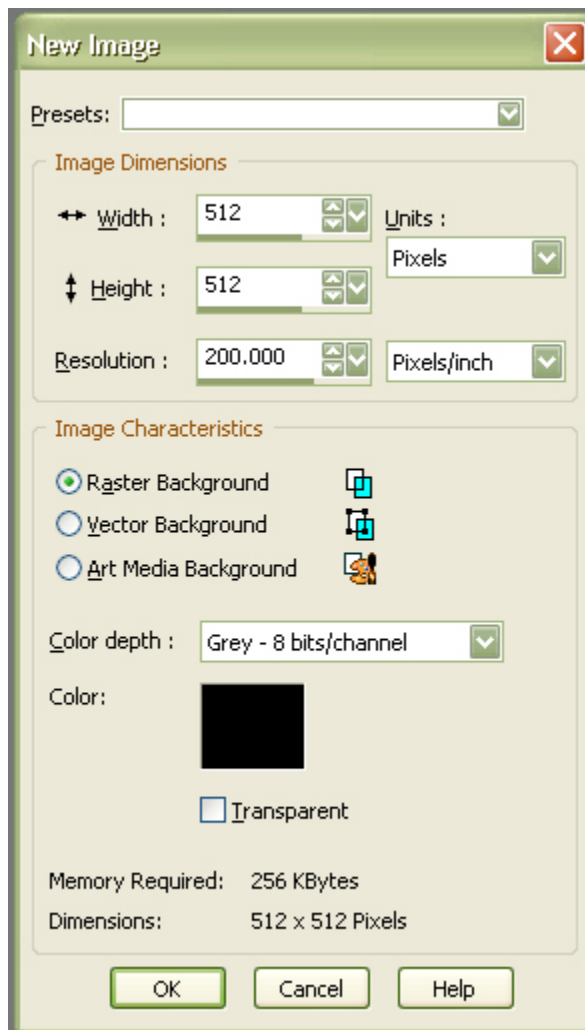 New Image
Presets:
Image Dimensions
Width : 512 Units :
Pixels
Height : 512
Resolution : 200.000 Pixels/inch
Image Characteristics
Raster Background
Vector Background
Art Media Background
Color depth : Grey - 8 bits/channel
Color:
Transparent
Memory Required: 256 KBytes
Dimensions: 512 x 512 Pixels
OK Cancel Help